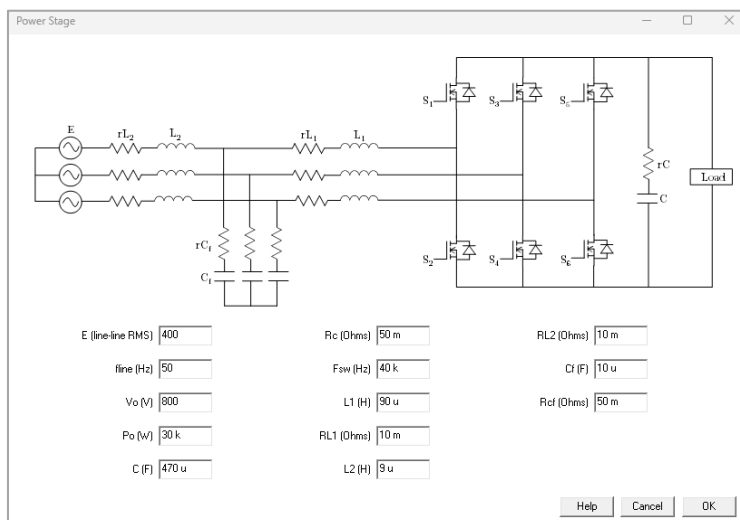 Power Stage
S₁ S₃ S₅
E rL₂ L₂ rL₁ L₁
rC
C
Load
rC_f
C_f
S₂ S₄ S₆
E (line-line RMS) 400
fline (Hz) 50
Vo (V) 800
Po (W) 30 k
C (F) 470 u
Rc (Ohms) 50 m
Fsw (Hz) 40 k
L1 (H) 90 u
RL1 (Ohms) 10 m
L2 (H) 9 u
RL2 (Ohms) 10 m
Cf (F) 10 u
Rcf (Ohms) 50 m
Help Cancel OK